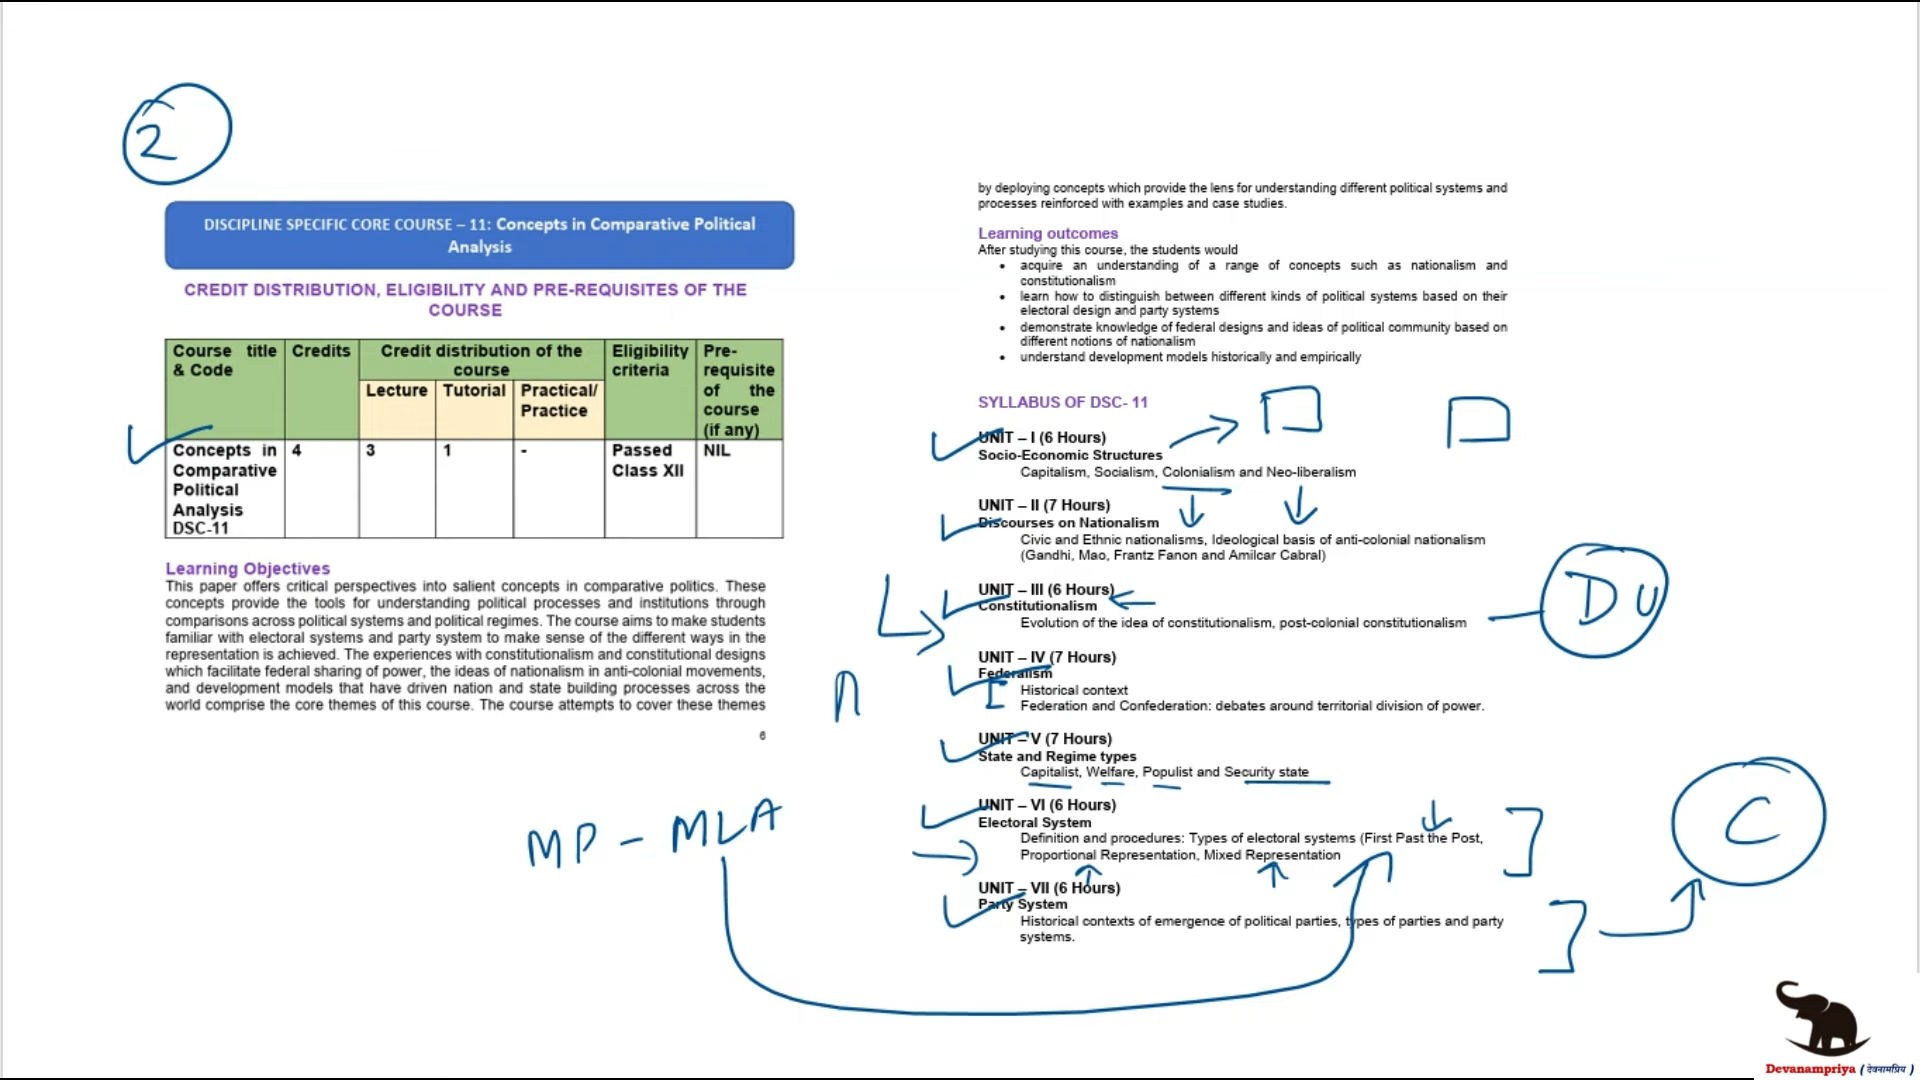 2
DISCIPLINE SPECIFIC CORE COURSE – 11: Concepts in Comparative Political
Analysis
CREDIT DISTRIBUTION, ELIGIBILITY AND PRE-REQUISITES OF THE
COURSE
Course title & Code
Credits
Credit distribution of the course
Lecture
Tutorial
Practical/ Practice
Eligibility criteria
Pre-requisite of the course (if any)
Concepts in Comparative Political Analysis DSC-11
4
3
1
-
Passed Class XII
NIL
Learning Objectives
This paper offers critical perspectives into salient concepts in comparative politics. These
concepts provide the tools for understanding political processes and institutions through
comparisons across political systems and political regimes. The course aims to make students
familiar with electoral systems and party system to make sense of the different ways in the
representation is achieved. The experiences with constitutionalism and constitutional designs
which facilitate federal sharing of power, the ideas of nationalism in anti-colonial movements,
and development models that have driven nation and state building processes across the
world comprise the core themes of this course. The course attempts to cover these themes
6
MP - MLA
by deploying concepts which provide the lens for understanding different political systems and
processes reinforced with examples and case studies.
Learning outcomes
After studying this course, the students would
• acquire an understanding of a range of concepts such as nationalism and
constitutionalism
• learn how to distinguish between different kinds of political systems based on their
electoral design and party systems
• demonstrate knowledge of federal designs and ideas of political community based on
different notions of nationalism
• understand development models historically and empirically
SYLLABUS OF DSC- 11
UNIT – I (6 Hours)
Socio-Economic Structures
Capitalism, Socialism, Colonialism and Neo-liberalism
UNIT – II (7 Hours)
Discourses on Nationalism
Civic and Ethnic nationalisms, Ideological basis of anti-colonial nationalism
(Gandhi, Mao, Frantz Fanon and Amilcar Cabral)
UNIT – III (6 Hours)
Constitutionalism
Evolution of the idea of constitutionalism, post-colonial constitutionalism
DU
UNIT – IV (7 Hours)
Federalism
Historical context
Federation and Confederation: debates around territorial division of power.
UNIT – V (7 Hours)
State and Regime types
Capitalist, Welfare, Populist and Security state
UNIT – VI (6 Hours)
Electoral System
Definition and procedures: Types of electoral systems (First Past the Post,
Proportional Representation, Mixed Representation
C
UNIT – VII (6 Hours)
Party System
Historical contexts of emergence of political parties, types of parties and party
systems.
Devanampriya ( देवनामप्रिय )